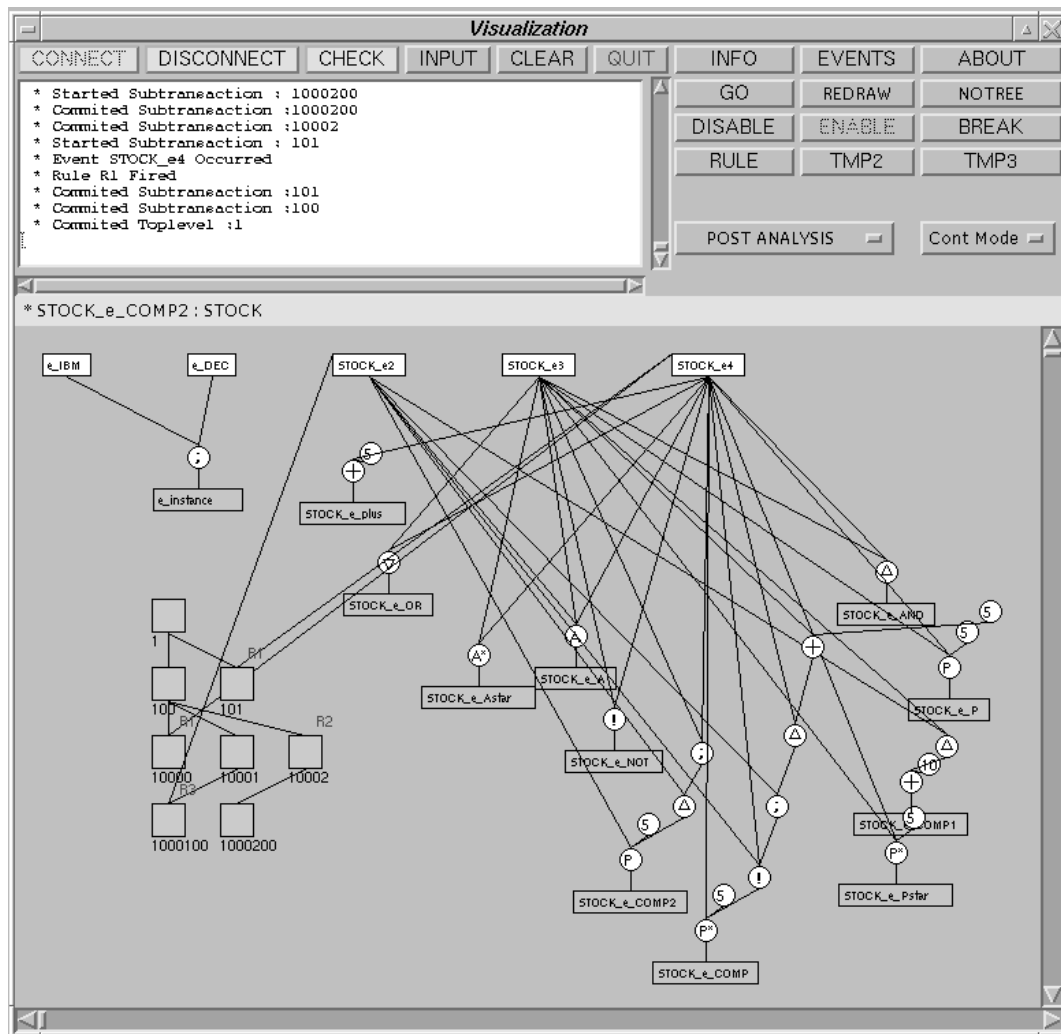 Visualization
CONNECT DISCONNECT CHECK INPUT CLEAR QUIT INFO EVENTS ABOUT
GO REDRAW NOTREE
DISABLE ENABLE BREAK
RULE TMP2 TMP3
POST ANALYSIS Cont Mode
* Started Subtransaction : 1000200
* Commited Subtransaction :1000200
* Commited Subtransaction :10002
* Started Subtransaction : 101
* Event STOCK_e4 Occurred
* Rule R1 Fired
* Commited Subtransaction :101
* Commited Subtransaction :100
* Commited Toplevel :1
* STOCK_e_COMP2 : STOCK
e_IBM e_DEC STOCK_e2 STOCK_e3 STOCK_e4
;
5
+
e_instance
STOCK_e_plus
STOCK_e_OR
STOCK_e_AND
5
5
1
R1
A*
A
+
P
STOCK_e_Astar
STOCK_e_A
STOCK_e_P
100 101
R1 R2
!
STOCK_e_NOT
;
10
+
10000 10001 10002
R3
;
5
5
STOCK_e_COMP1
1000100 1000200
P
P*
!
STOCK_e_COMP2
5
STOCK_e_Pstar
P*
STOCK_e_COMP